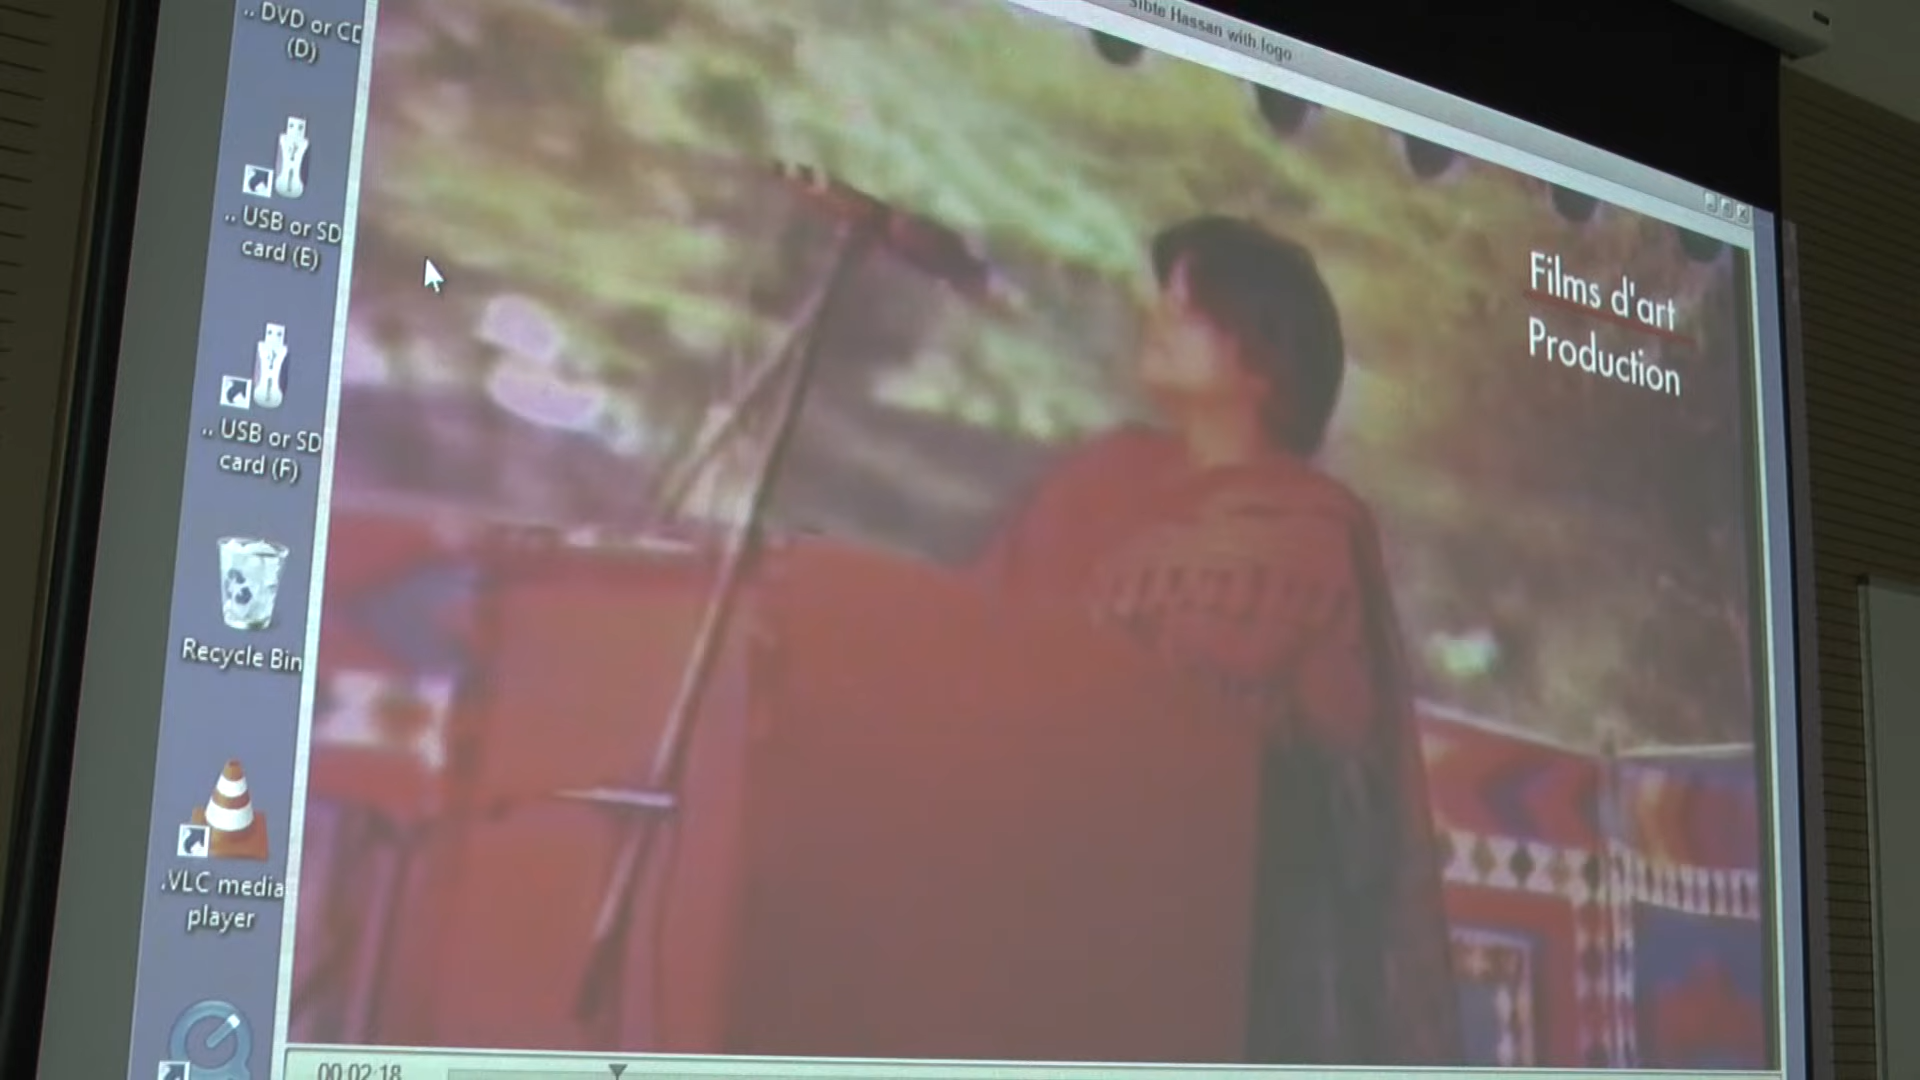 .. DVD or CD
(D)
.. USB or SD
card (E)
.. USB or SD
card (F)
Recycle Bin
.VLC media
player
Sibte Hassan with logo
Films d'art
Production
00:02:18